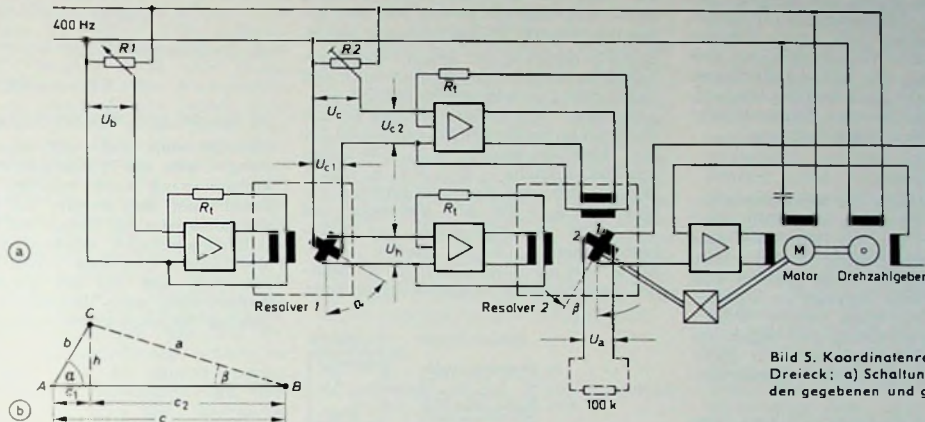 400 Hz
R1
R2
Rt
Ub
Uc
Uc2
Uc1
Rt
Rt
Uh
1
2
a
M
Motor
Drehzahlgeber
Resolver 1
α
Resolver 2
β
Ua
100 k
C
b
a
h
A
α
β
B
c1
c2
c
b
Bild 5. Koordinatenre
Dreieck; a) Schaltun
den gegebenen und g